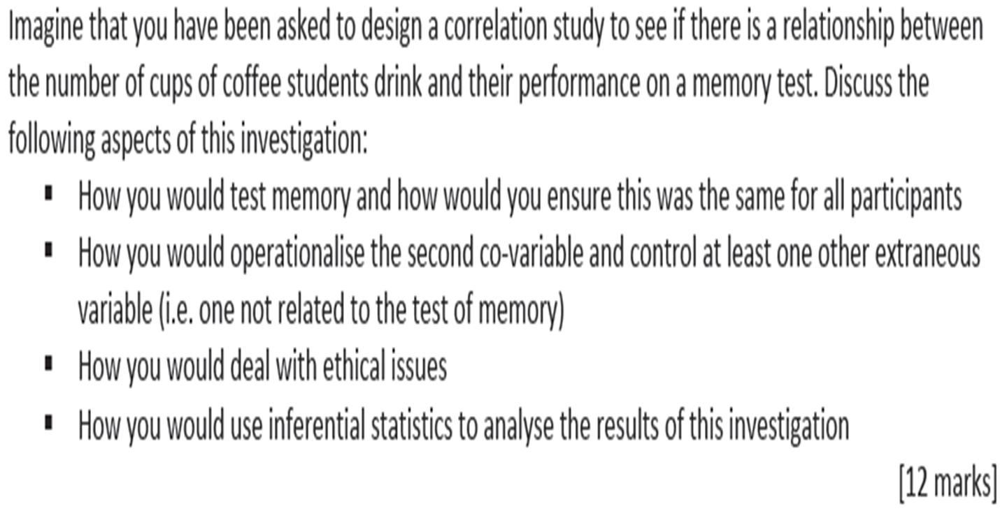 Imagine that you have been asked to design a correlation study to see if there is a relationship between
the number of cups of coffee students drink and their performance on a memory test. Discuss the
following aspects of this investigation:
▪ How you would test memory and how would you ensure this was the same for all participants
▪ How you would operationalise the second co-variable and control at least one other extraneous
variable (i.e. one not related to the test of memory)
▪ How you would deal with ethical issues
▪ How you would use inferential statistics to analyse the results of this investigation
[12 marks]